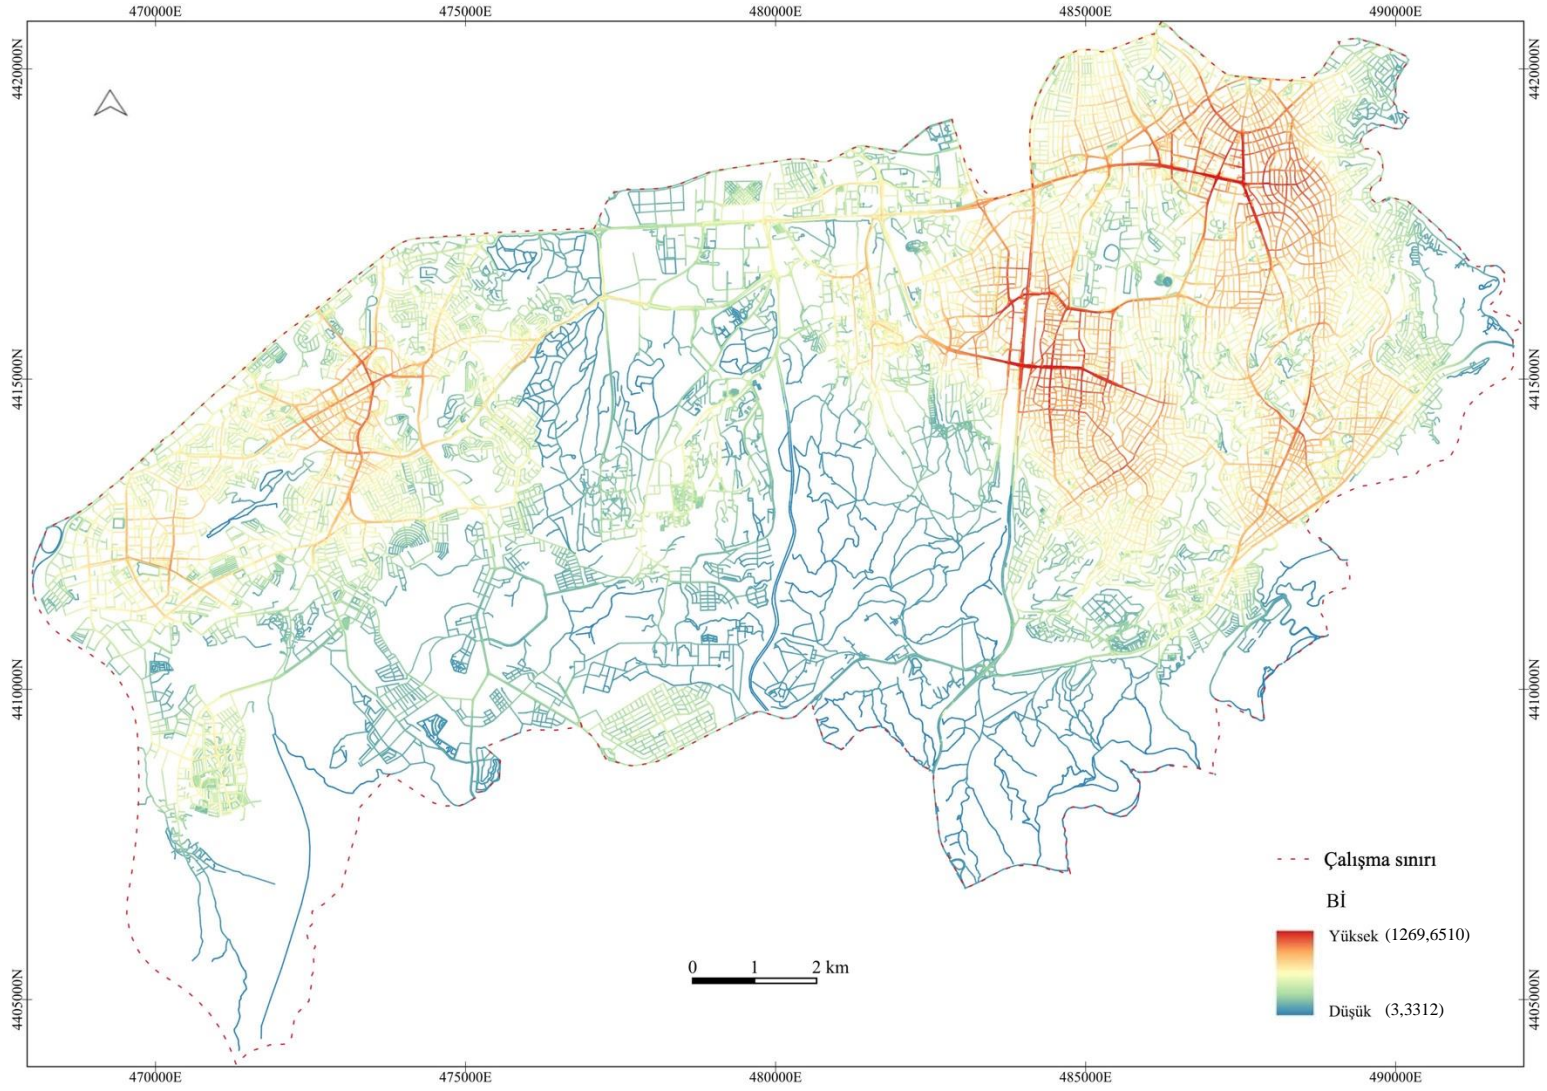 470000E 475000E 480000E 485000E 490000E
4420000N 4420000N
4415000N 4415000N
4410000N 4410000N
4405000N 4405000N
Çalışma sınırı
Bİ
Yüksek (1269,6510)
Düşük (3,3312)
0 1 2 km
470000E 475000E 480000E 485000E 490000E